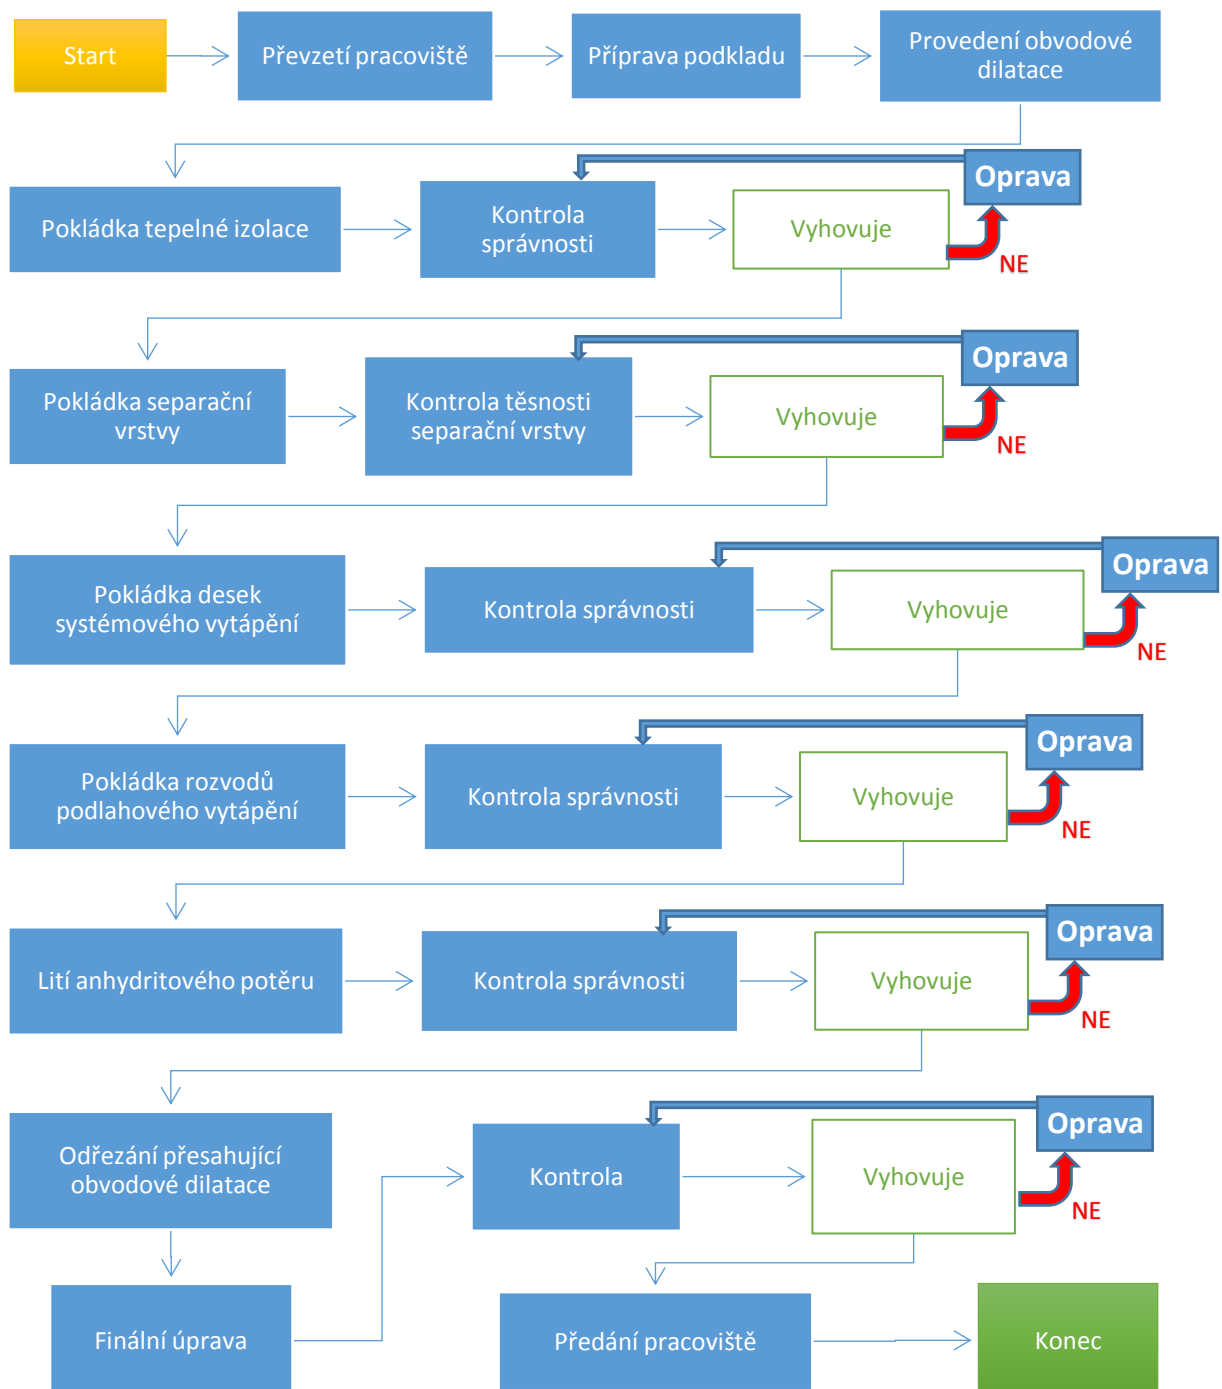 Start
Převzetí pracoviště
Příprava podkladu
Provedení obvodové
dilatace
Pokládka tepelné izolace
Kontrola
správnosti
Vyhovuje
Oprava
NE
Pokládka separační
vrstvy
Kontrola těsnosti
separační vrstvy
Vyhovuje
Oprava
NE
Pokládka desek
systémového vytápění
Kontrola správnosti
Vyhovuje
Oprava
NE
Pokládka rozvodů
podlahového vytápění
Kontrola správnosti
Vyhovuje
Oprava
NE
Lití anhydritového potěru
Kontrola správnosti
Vyhovuje
Oprava
NE
Odřezání přesahující
obvodové dilatace
Kontrola
Vyhovuje
Oprava
NE
Finální úprava
Předání pracoviště
Konec